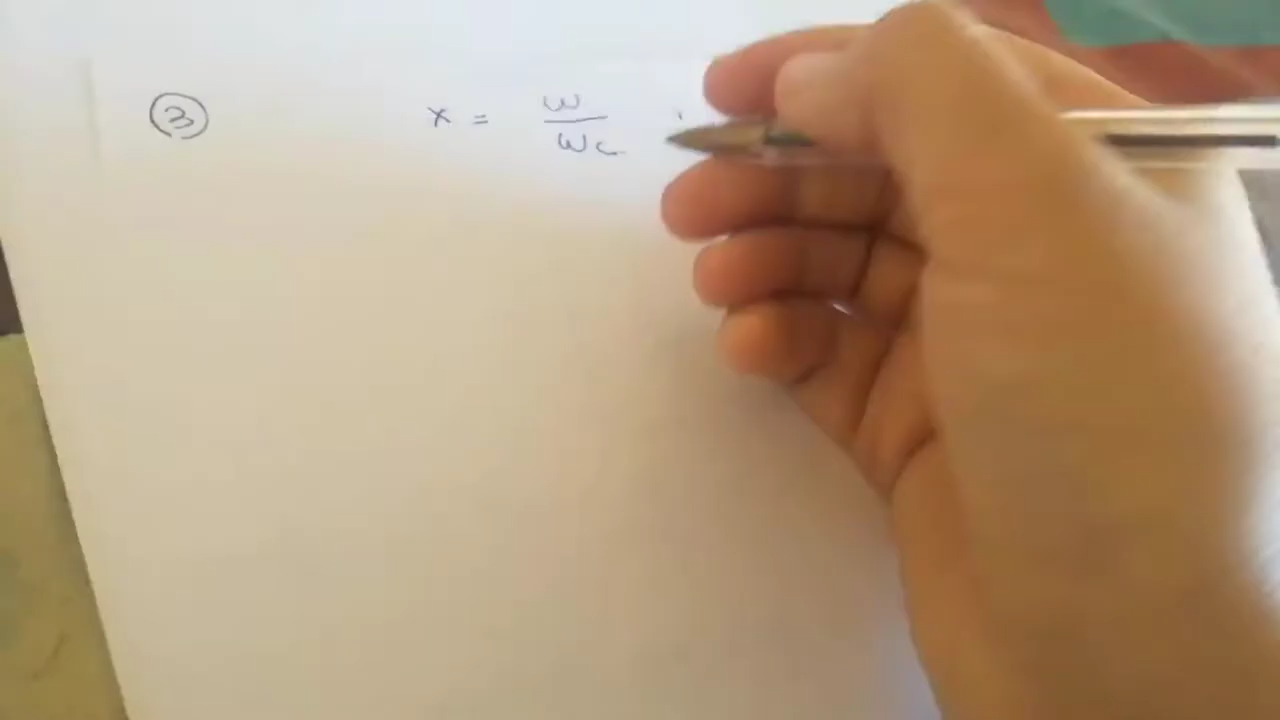 ③ x = ω / ωc